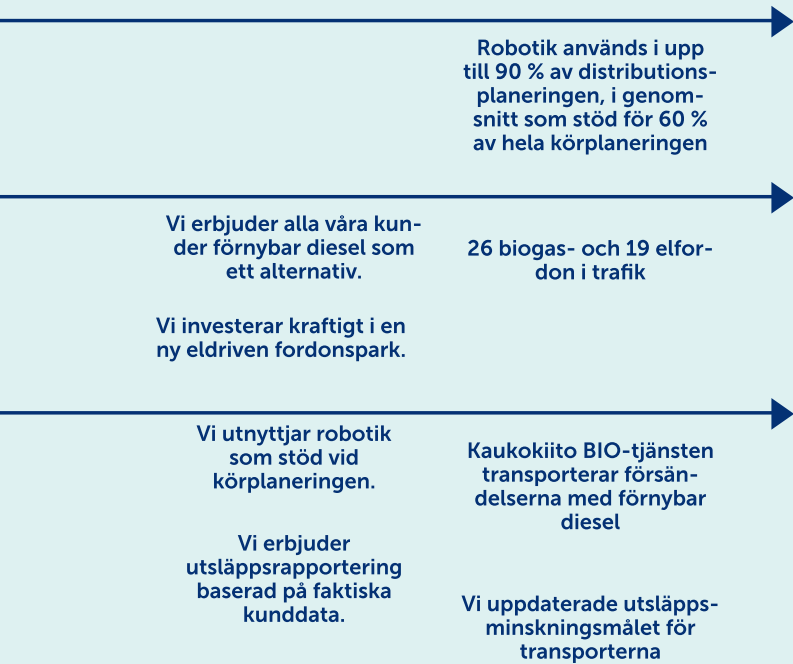 Robotik används i upp
till 90 % av distributions-
planeringen, i genom-
snitt som stöd för 60 %
av hela körplaneringen
Vi erbjuder alla våra kun-
der förnybar diesel som
ett alternativ.
Vi investerar kraftigt i en
ny eldriven fordonspark.
26 biogas- och 19 elfor-
don i trafik
Vi utnyttjar robotik
som stöd vid
körplaneringen.
Vi erbjuder
utsläppsrapportering
baserad på faktiska
kunddata.
Kaukokiito BIO-tjänsten
transporterar försän-
delserna med förnybar
diesel
Vi uppdaterade utsläpps-
minskningsmålet för
transporterna